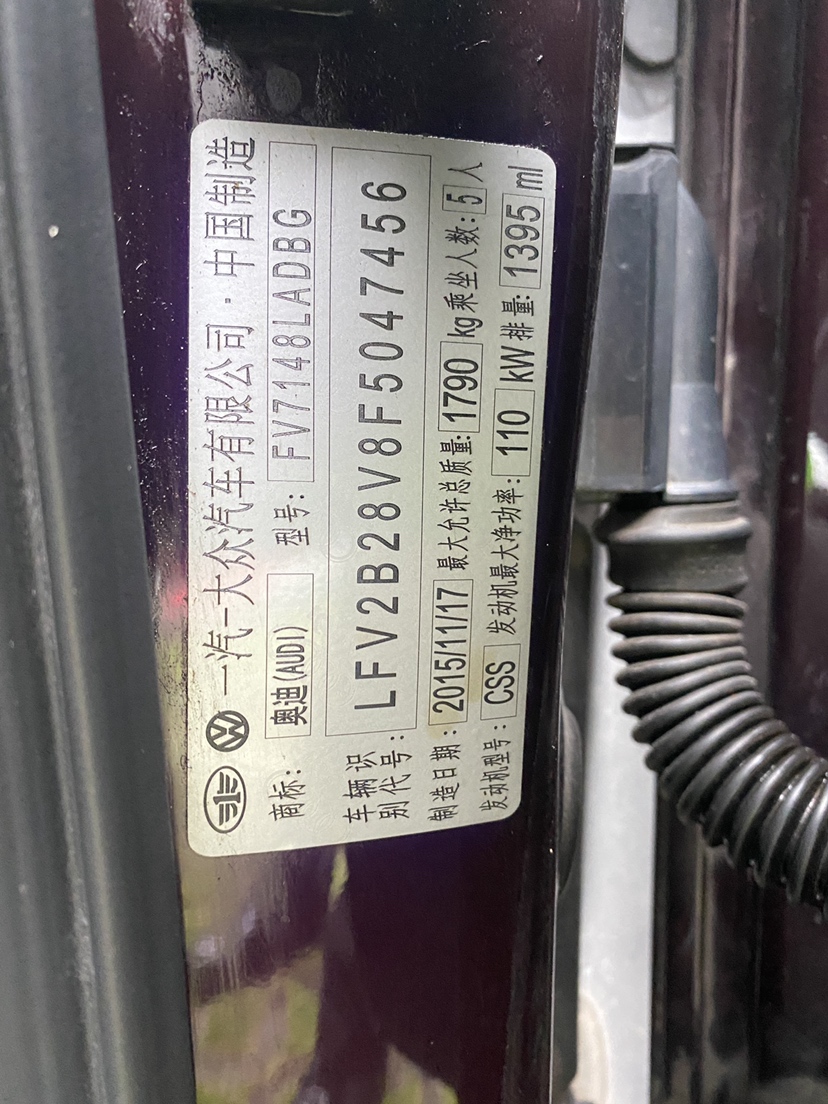 一汽-大众汽车有限公司·中国制造
商标: 奥迪(AUDI) 型号: FV7148LADBG
车辆识别代号: LFV2B28V8F5047456
制造日期: 2015/11/17 最大允许总质量: 1790 kg 乘坐人数: 5 人
发动机型号: CSS 发动机最大净功率: 110 kW 排量: 1395 ml